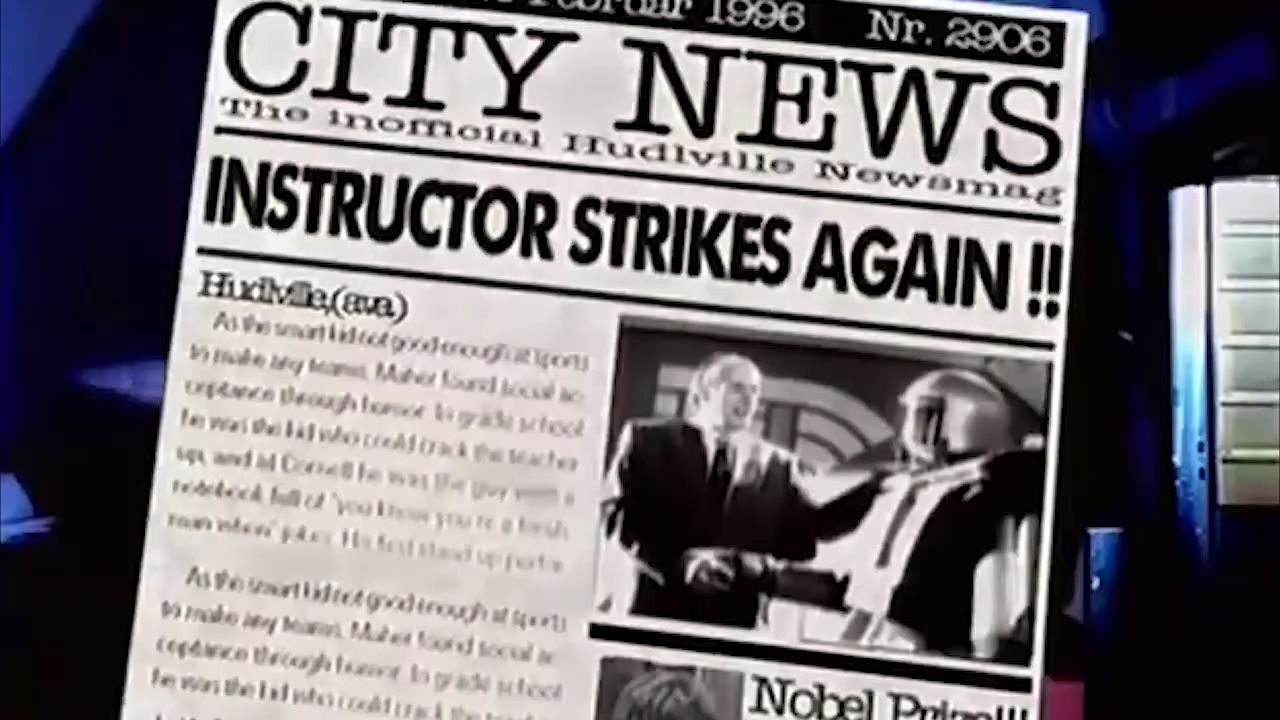 Februar 1996 Nr. 2906
CITY NEWS
The inofficial Hudlville Newsmag
INSTRUCTOR STRIKES AGAIN !!
Hudlville,(ava)
As the smart kid not good enough at sports
to make any teams, Maher found social ac-
ceptance through humor. In grade school
he was the kid who could crack the teacher
up, and at Cornell he was the guy with a
notebook full of "you know you're a fresh
man when" jokes. His first stand up
As the smart kid not good enough at sports
to make any teams, Maher found social ac-
ceptance through humor. In grade school
he was the kid who could crack the teacher
Nobel Prize!!!